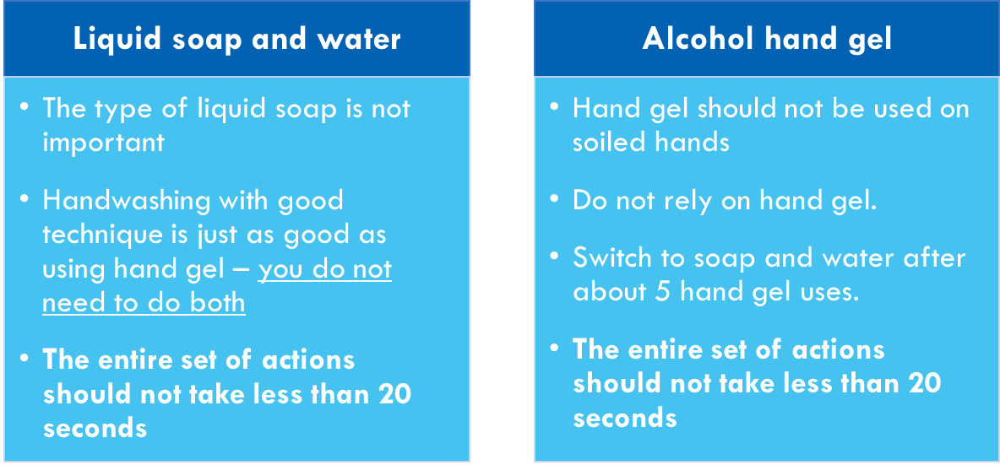 Liquid soap and water
• The type of liquid soap is not
important
• Handwashing with good
technique is just as good as
using hand gel – you do not
need to do both
• The entire set of actions
should not take less than 20
seconds
Alcohol hand gel
• Hand gel should not be used on
soiled hands
• Do not rely on hand gel.
• Switch to soap and water after
about 5 hand gel uses.
• The entire set of actions
should not take less than 20
seconds